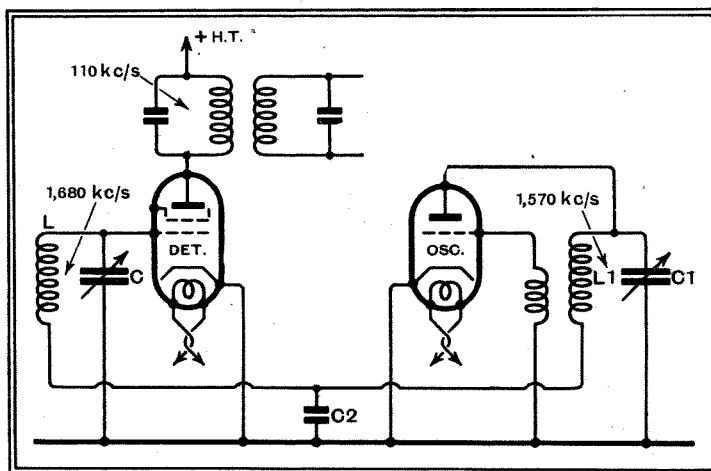 + H.T.
110 kc/s
1,680 kc/s
1,570 kc/s
L
DET.
OSC.
C
L1
C1
C2